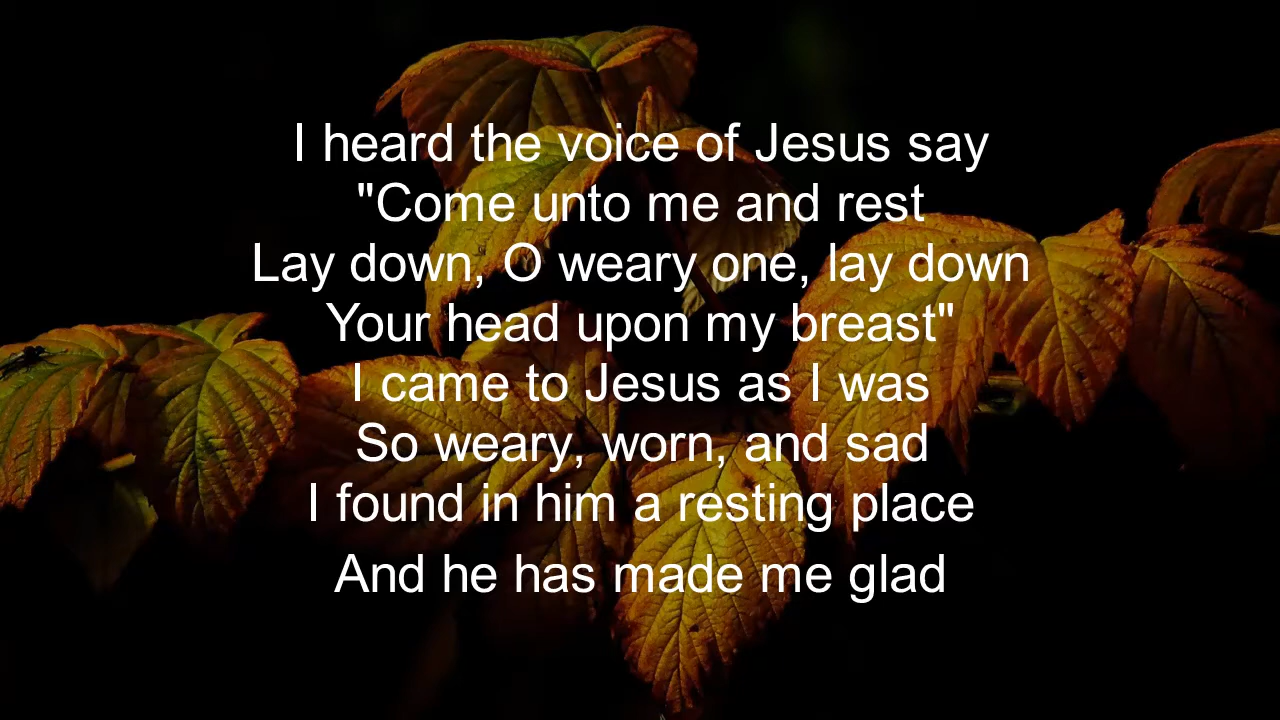 I heard the voice of Jesus say
"Come unto me and rest
Lay down, O weary one, lay down
Your head upon my breast"
I came to Jesus as I was
So weary, worn, and sad
I found in him a resting place
And he has made me glad